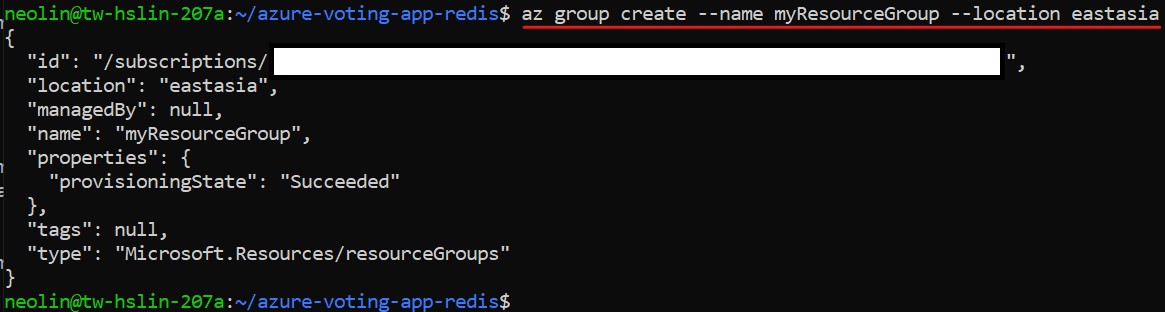 neolin@tw-hslin-207a:~/azure-voting-app-redis$ az group create --name myResourceGroup --location eastasia
{
  "id": "/subscriptions/ ",
  "location": "eastasia",
  "managedBy": null,
  "name": "myResourceGroup",
  "properties": {
    "provisioningState": "Succeeded"
  },
  "tags": null,
  "type": "Microsoft.Resources/resourceGroups"
}
neolin@tw-hslin-207a:~/azure-voting-app-redis$